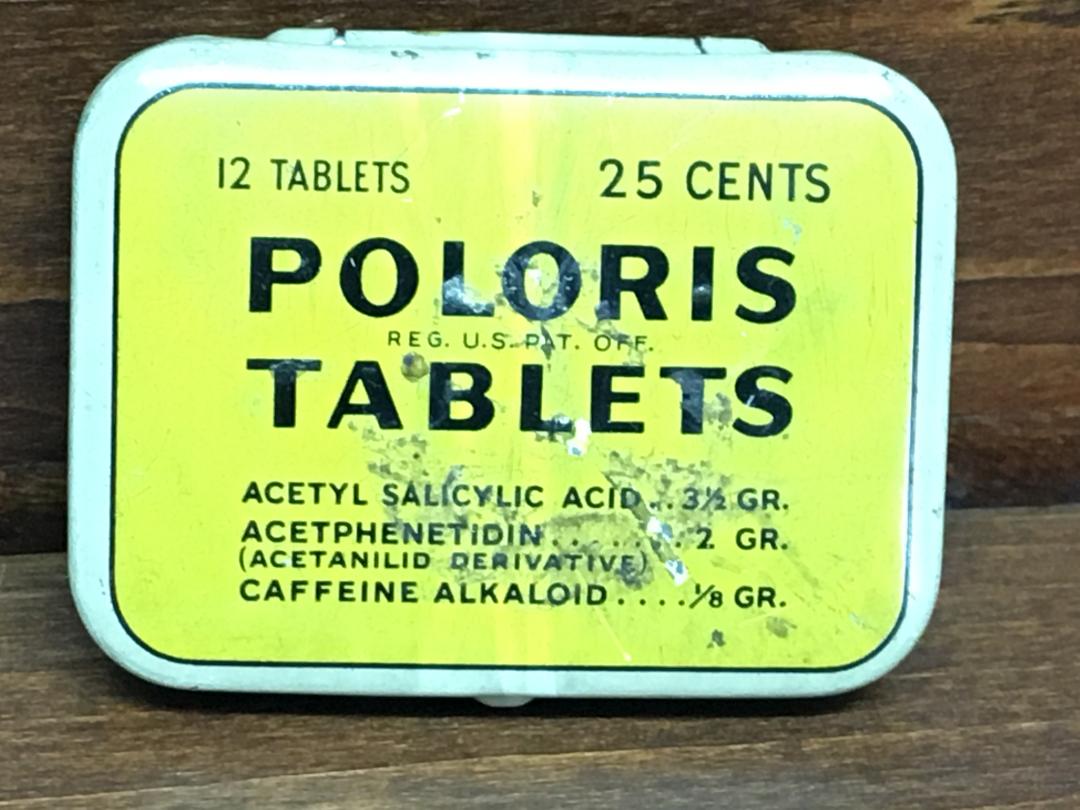 12 TABLETS 25 CENTS
POLORIS
REG. U.S. PAT. OFF.
TABLETS
ACETYL SALICYLIC ACID..3½ GR.
ACETPHENETIDIN.......2 GR.
(ACETANILID DERIVATIVE)
CAFFEINE ALKALOID....⅛ GR.